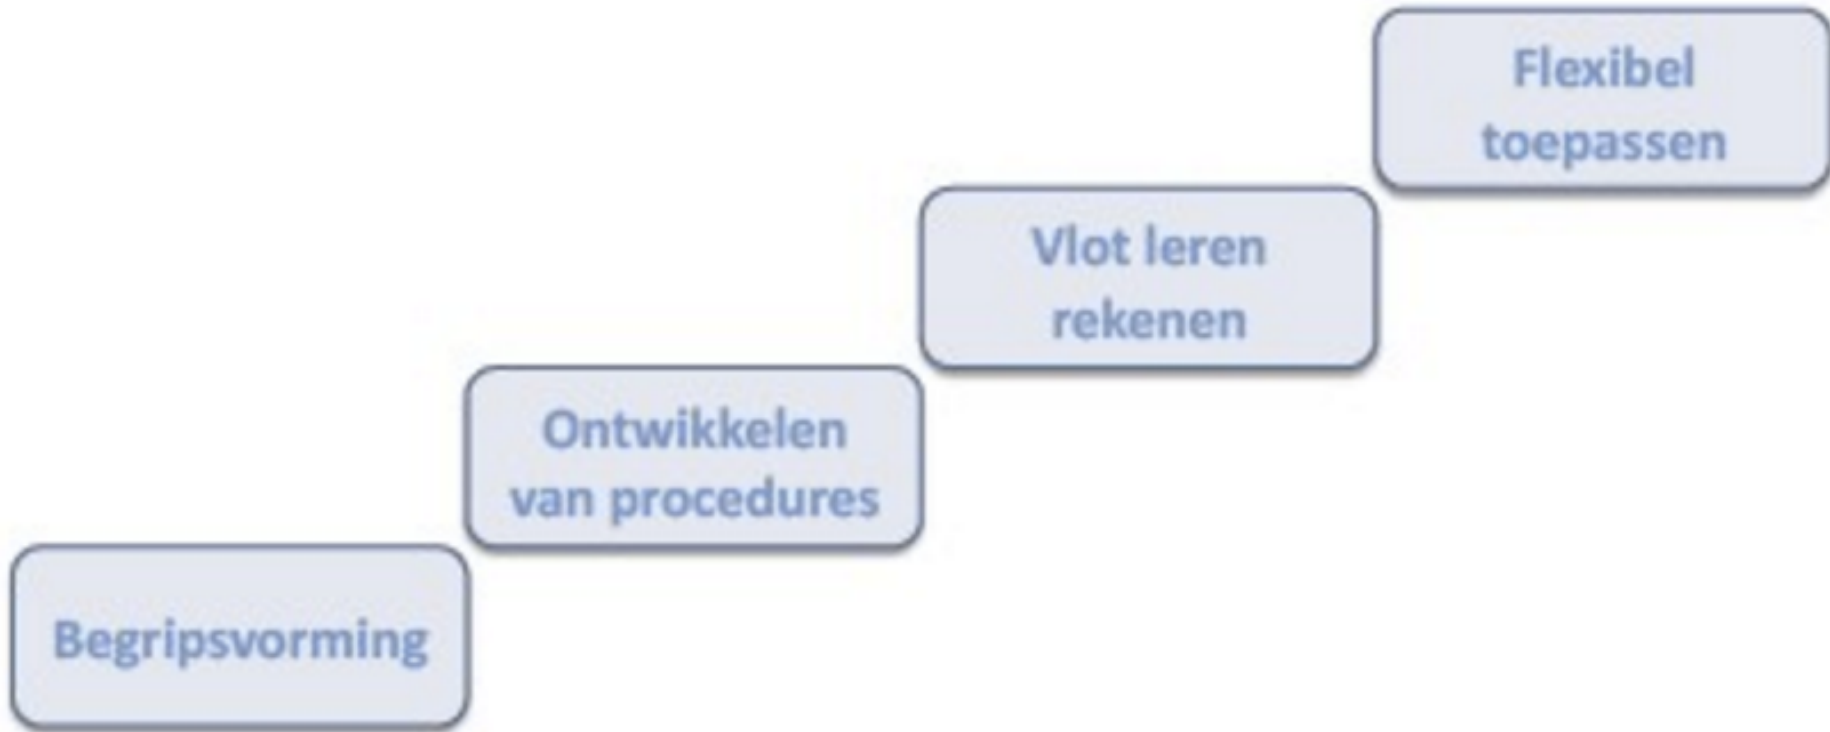 Flexibel
toepassen
Vlot leren
rekenen
Ontwikkelen
van procedures
Begripsvorming